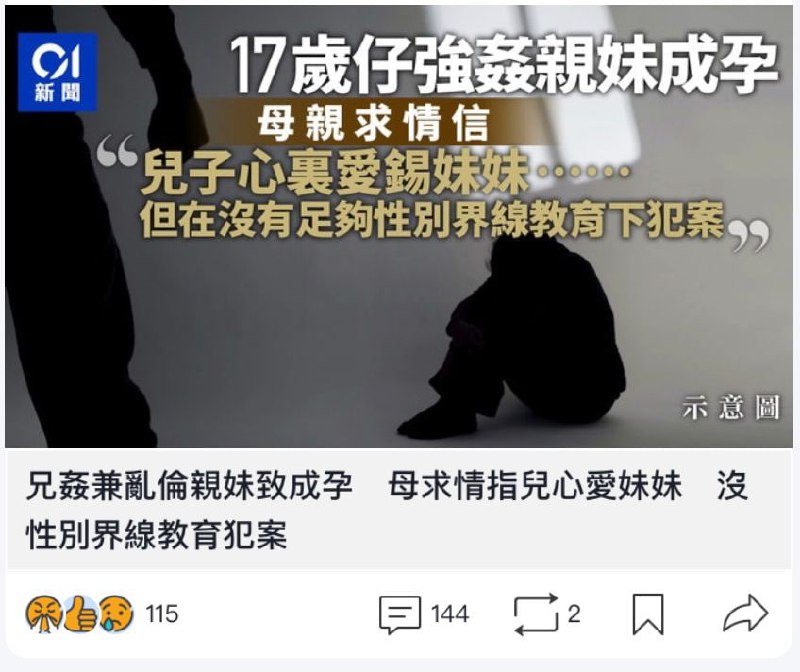 01
新聞
17歲仔強姦親妹成孕
母親求情信
“兒子心裏愛錫妹妹⋯⋯
但在沒有足夠性別界線教育下犯案”
示意圖
兄姦兼亂倫親妹致成孕　母求情指兒心愛妹妹　沒
性別界線教育犯案
115
144
2